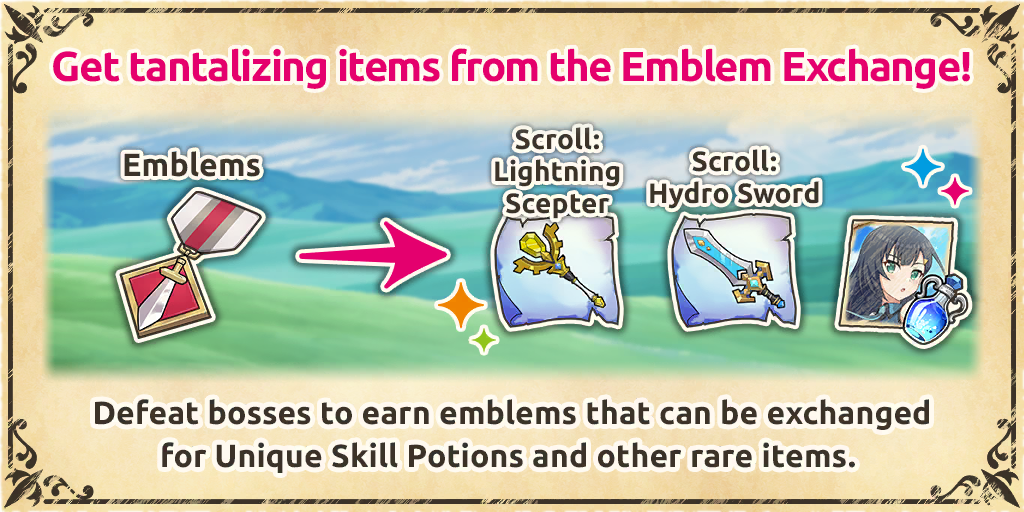 Get tantalizing items from the Emblem Exchange!
Emblems
Scroll:
Lightning
Scepter
Scroll:
Hydro Sword
Defeat bosses to earn emblems that can be exchanged
for Unique Skill Potions and other rare items.